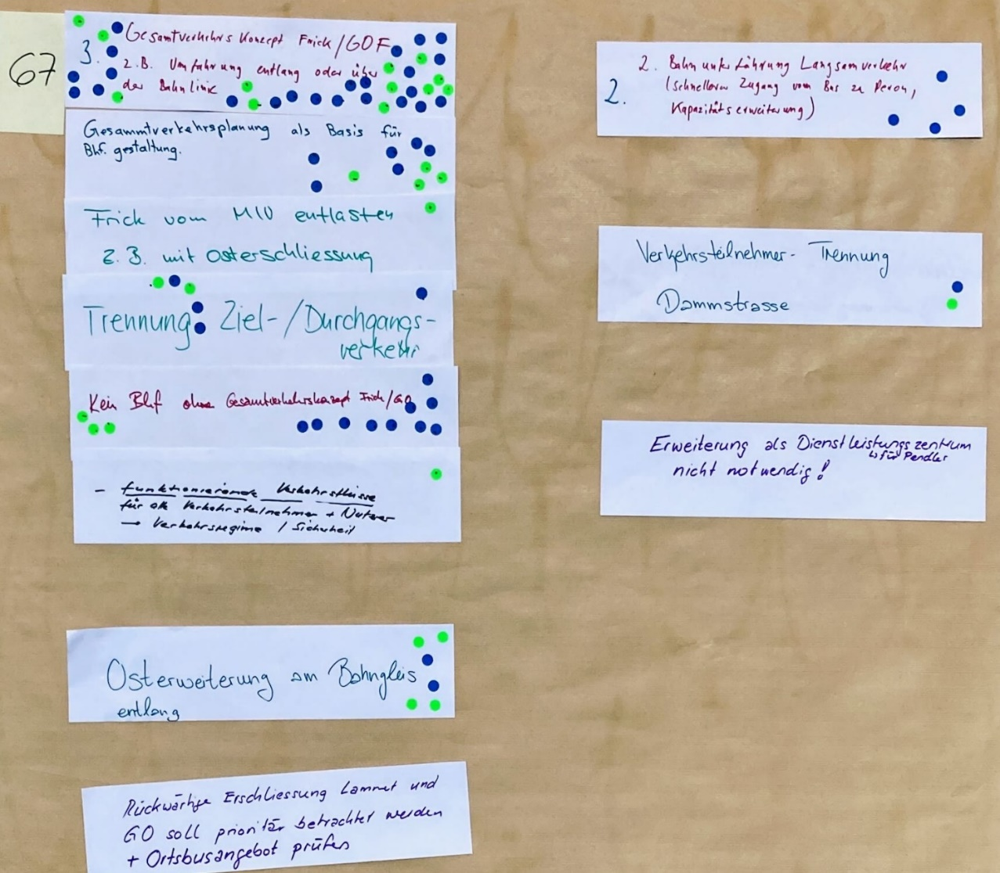 67
3. Gesamtverkehrs Konzept Frick/GOF
z.B. Umfahrung entlang oder über
der Bahnlinie
Gesammtverkehrsplanung als Basis für
Bhf. gestaltung.
Frick vom MIV entlasten
z.B. mit Osterschliessung
Trennung Ziel-/Durchgangs-
verkehr
Kein Bhf ohne Gesamtverkehrskonzept Frick/GO
- funktionierende Verkehrsflüsse
für alle Verkehrsteilnehmer + Nutzer
→ Verkehrsregime / Sicherheit
Osterweiterung am Bahngleis
entlang
Rückwärtige Erschliessung Lammet und
GO soll prioritär betrachtet werden
+ Ortsbusangebot prüfen
2. Bahnunterführung Langsamverkehr
2. (schnellerer Zugang vom Bus zu Peron,
Kapazitätserweiterung)
Verkehrsteilnehmer- Trennung
Dammstrasse
Erweiterung als Dienstleistungszentrum
↳ für Pendler
nicht notwendig!